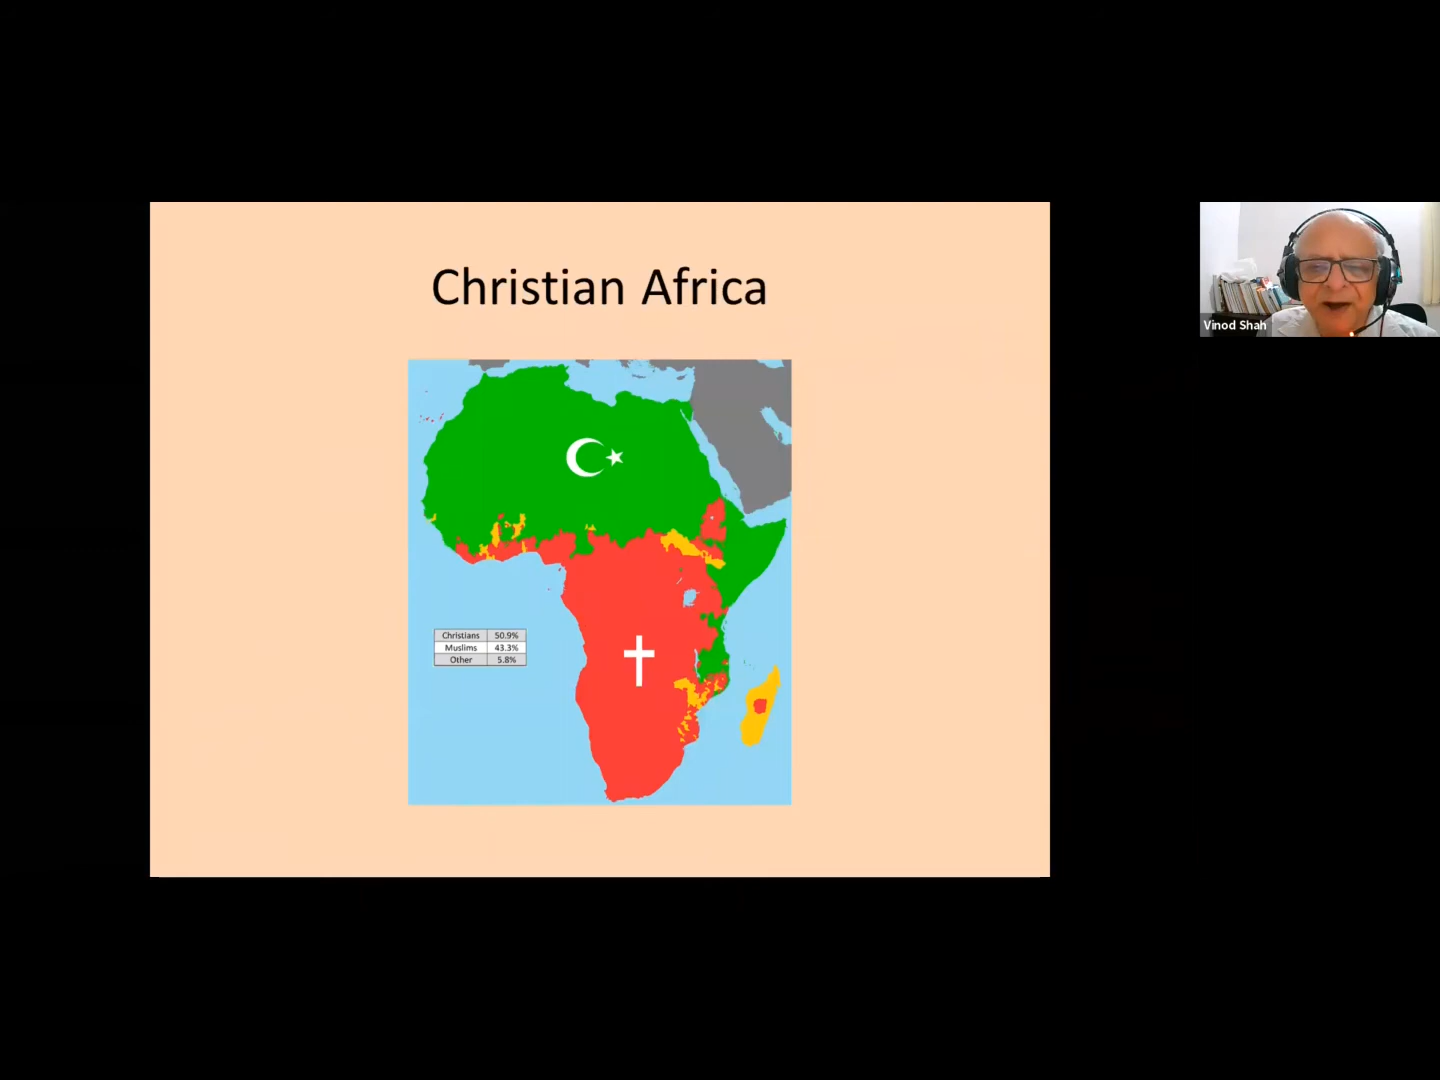 Christian Africa
Christians 50.9%
Muslims 43.3%
Other 5.8%
Vinod Shah